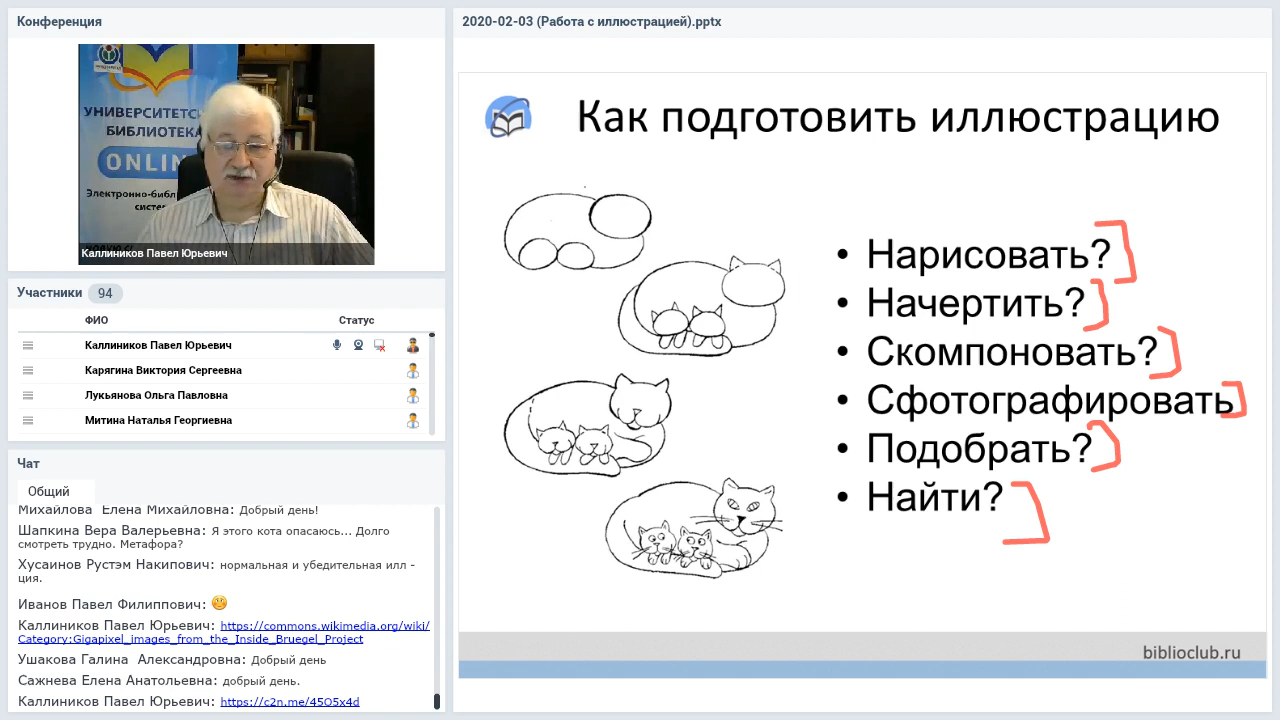 Конференция
УНИВЕРСИТЕТС
БИБЛИОТЕКА
ONLIN
Электронно-библ
сист
Каллиников Павел Юрьевич
Участники 94
ФИО Статус
Каллиников Павел Юрьевич
Карягина Виктория Сергеевна
Лукьянова Ольга Павловна
Митина Наталья Георгиевна
Чат
Общий
Михайлова Елена Михайловна: Добрый день!
Шапкина Вера Валерьевна: Я этого кота опасаюсь... Долго
смотреть трудно. Метафора?
Хусаинов Рустэм Накипович: нормальная и убедительная илл -
ция.
Иванов Павел Филиппович:
Каллиников Павел Юрьевич: https://commons.wikimedia.org/wiki/
Category:Gigapixel_images_from_the_Inside_Bruegel_Project
Ушакова Галина Александровна: Добрый день
Сажнева Елена Анатольевна: добрый день.
Каллиников Павел Юрьевич: https://c2n.me/45O5x4d
2020-02-03 (Работа с иллюстрацией).pptx
Как подготовить иллюстрацию
• Нарисовать?
• Начертить?
• Скомпоновать?
• Сфотографировать
• Подобрать?
• Найти?
biblioclub.ru